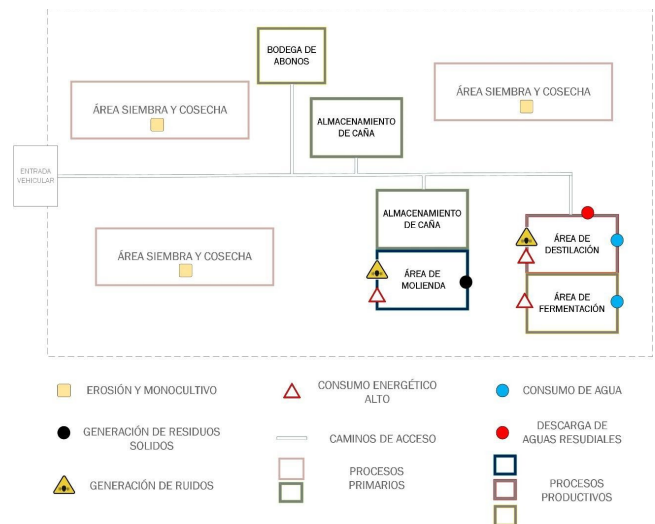 BODEGA DE
ABONOS
ÁREA SIEMBRA Y COSECHA
ÁREA SIEMBRA Y COSECHA
ALMACENAMIENTO
DE CAÑA
ENTRADA
VEHICULAR
ALMACENAMIENTO
DE CAÑA
ÁREA SIEMBRA Y COSECHA
ÁREA DE
DESTILACIÓN
ÁREA DE
MOLIENDA
ÁREA DE
FERMENTACIÓN
EROSIÓN Y MONOCULTIVO
CONSUMO ENERGÉTICO
ALTO
CONSUMO DE AGUA
GENERACIÓN DE RESIDUOS
SOLIDOS
CAMINOS DE ACCESO
DESCARGA DE
AGUAS RESUDIALES
GENERACIÓN DE RUIDOS
PROCESOS
PRIMARIOS
PROCESOS
PRODUCTIVOS